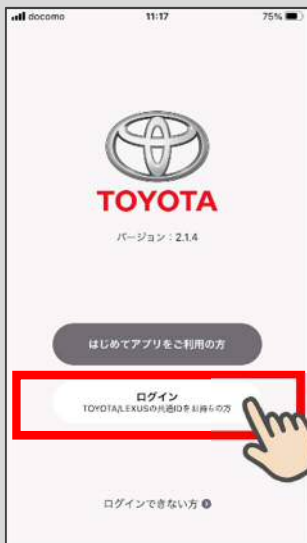 docomo 11:17 75%
TOYOTA
バージョン：2.1.4
はじめてアプリをご利用の方
ログイン
TOYOTA/LEXUSの共通IDをお持ちの方
ログインできない方